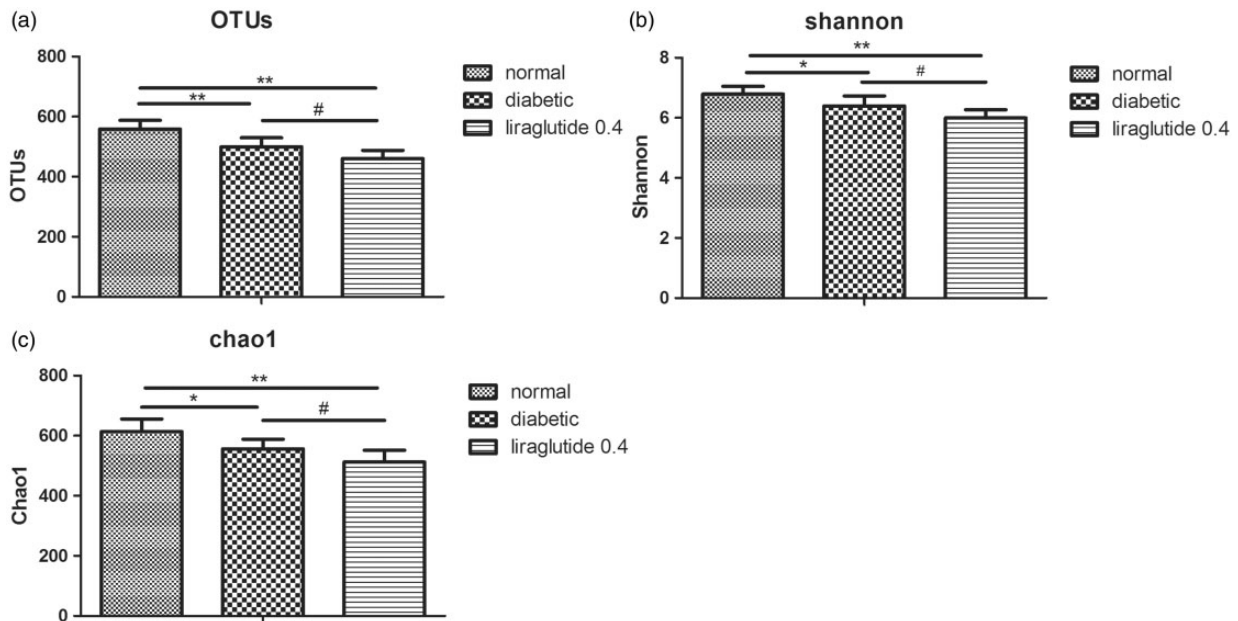 (a)
OTUs
OTUs
800
600
400
200
0
**
**
#
normal
diabetic
liraglutide 0.4
(b)
shannon
Shannon
8
6
4
2
0
**
*
#
normal
diabetic
liraglutide 0.4
(c)
chao1
Chao1
800
600
400
200
0
**
*
#
normal
diabetic
liraglutide 0.4